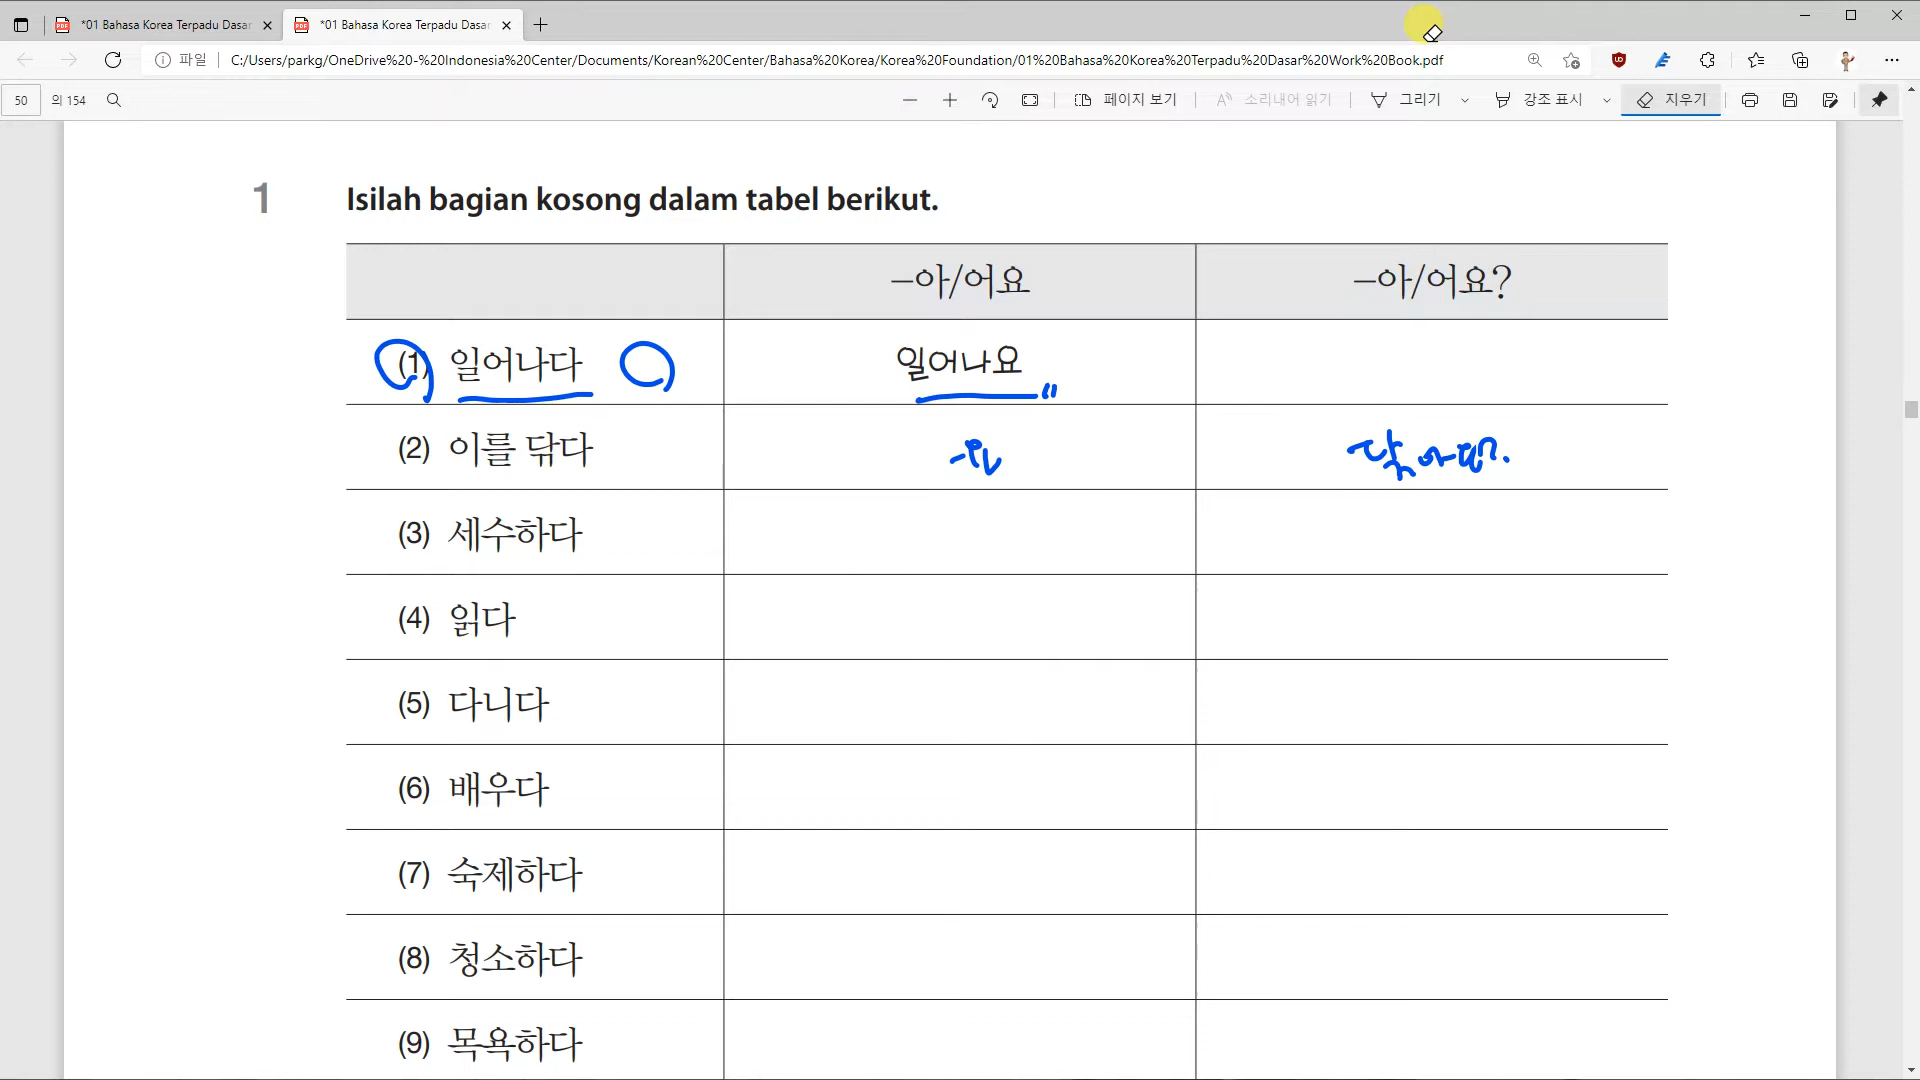 *01 Bahasa Korea Terpadu Dasar
*01 Bahasa Korea Terpadu Dasar
파일 C:/Users/parkg/OneDrive%20-%20Indonesia%20Center/Documents/Korean%20Center/Bahasa%20Korea/Korea%20Foundation/01%20Bahasa%20Korea%20Terpadu%20Dasar%20Work%20Book.pdf
50 의 154 페이지 보기 소리내어 읽기 그리기 강조 표시 지우기
1 Isilah bagian kosong dalam tabel berikut.
–아/어요 –아/어요?
(1) 일어나다 일어나요
(2) 이를 닦다
(3) 세수하다
(4) 읽다
(5) 다니다
(6) 배우다
(7) 숙제하다
(8) 청소하다
(9) 목욕하다